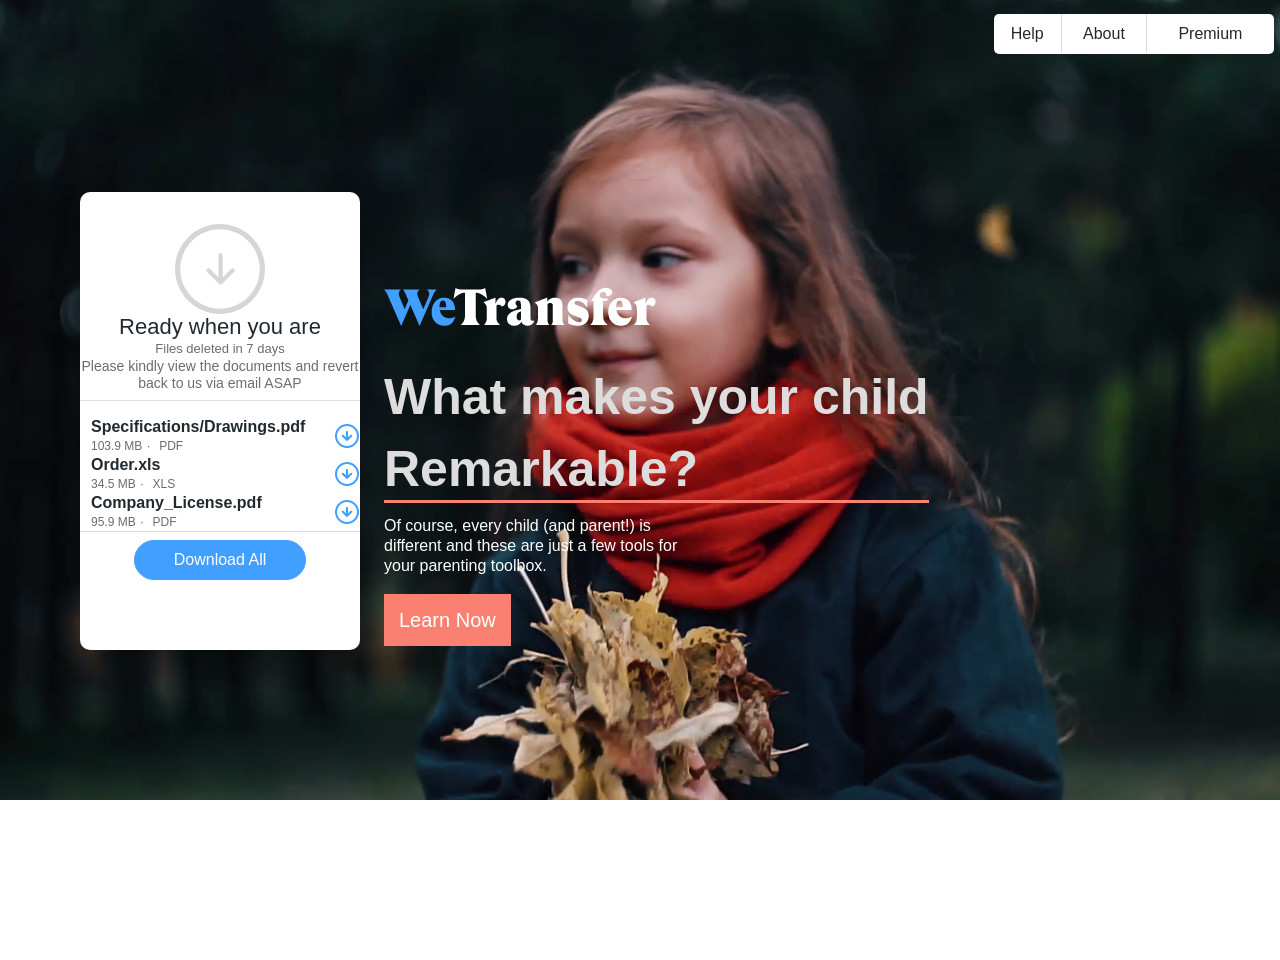 Help
About
Premium
Ready when you are
Files deleted in 7 days
Please kindly view the documents and revert
back to us via email ASAP
Specifications/Drawings.pdf
103.9 MB · PDF
Order.xls
34.5 MB · XLS
Company_License.pdf
95.9 MB · PDF
Download All
WeTransfer
What makes your child
Remarkable?
Of course, every child (and parent!) is
different and these are just a few tools for
your parenting toolbox.
Learn Now